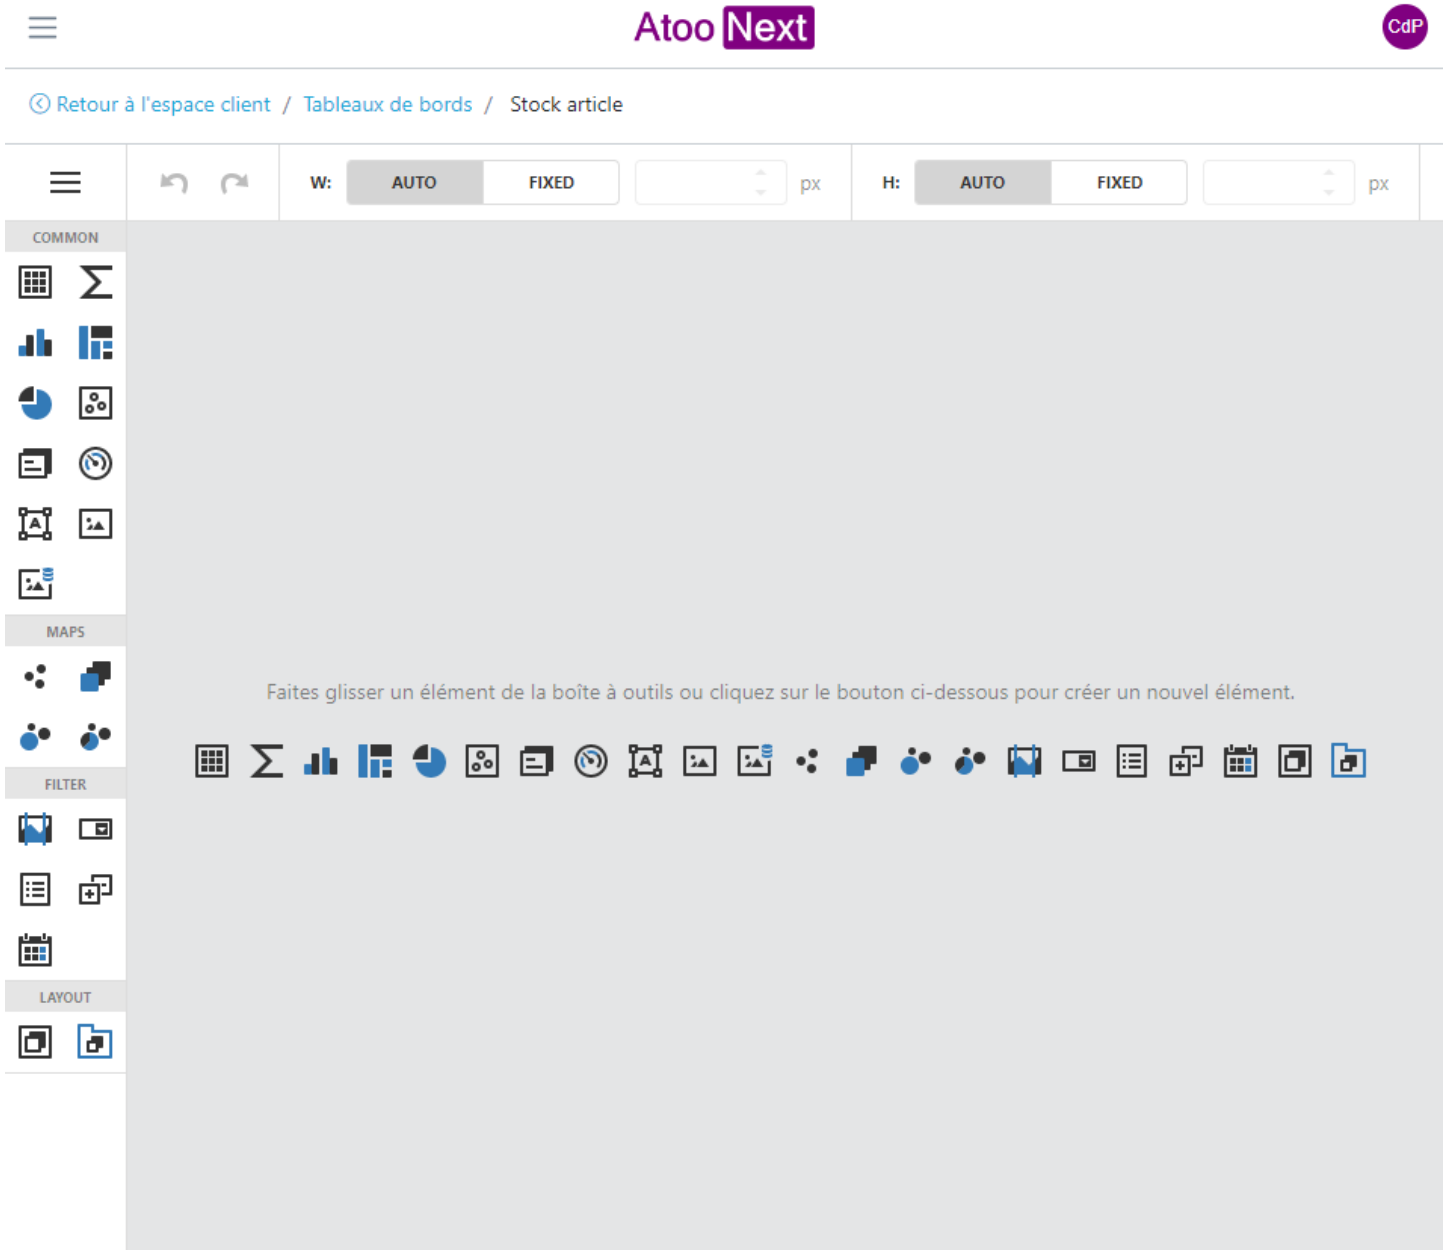 Atoo Next
CdP
Retour à l'espace client / Tableaux de bords / Stock article
W: AUTO FIXED px H: AUTO FIXED px
COMMON
MAPS
Faites glisser un élément de la boîte à outils ou cliquez sur le bouton ci-dessous pour créer un nouvel élément.
FILTER
LAYOUT